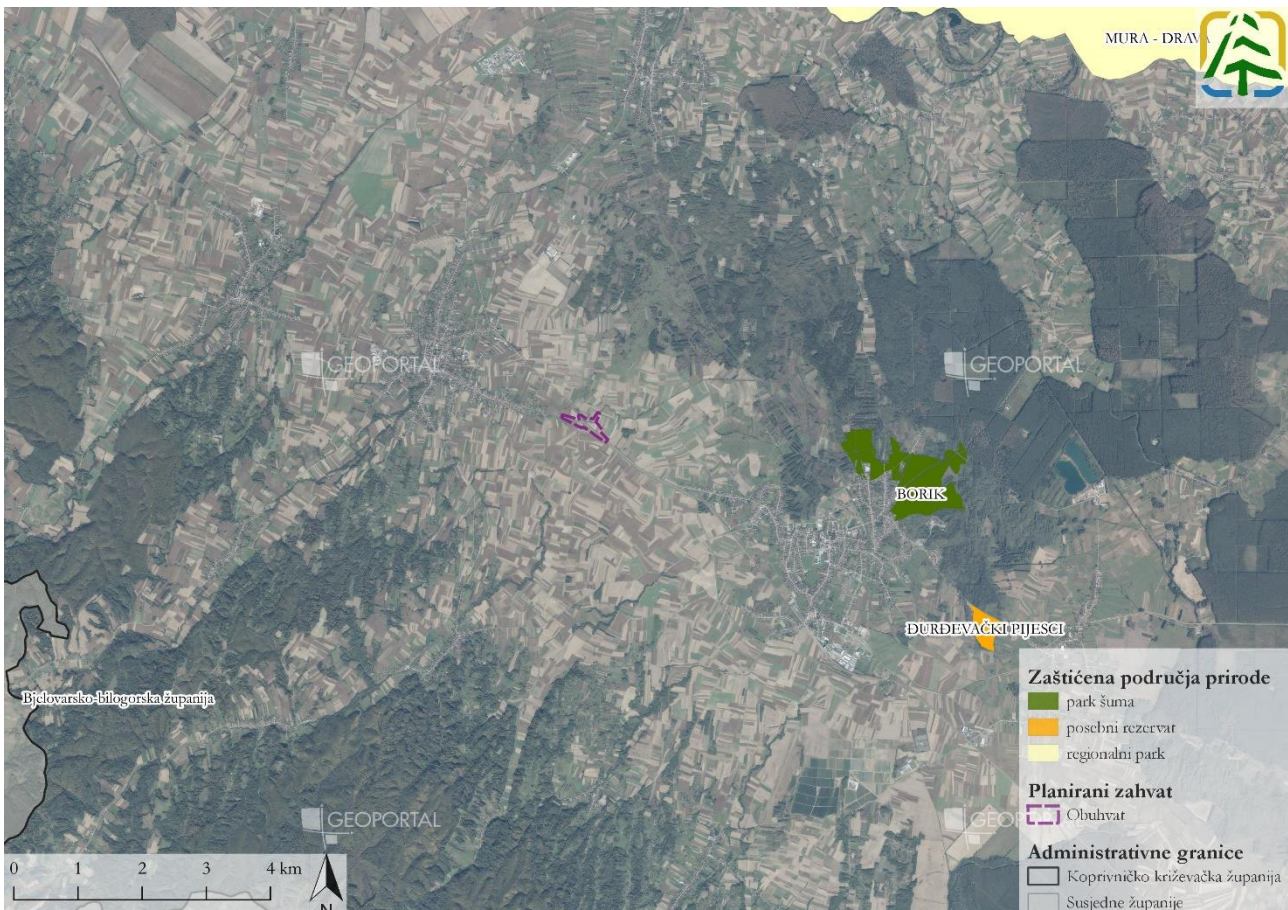 MURA - DRAVA
GEOPORTAL
GEOPORTAL
BORIK
ĐURĐEVAČKI PIJESCI
Bjelovarsko-bilogorska županija
GEOPORTAL
GEOPORTAL
Zaštićena područja prirode
park šuma
posebni rezervat
regionalni park
Planirani zahvat
Obuhvat
Administrativne granice
Koprivničko križevačka županija
Susjedne županije
0 1 2 3 4 km
N